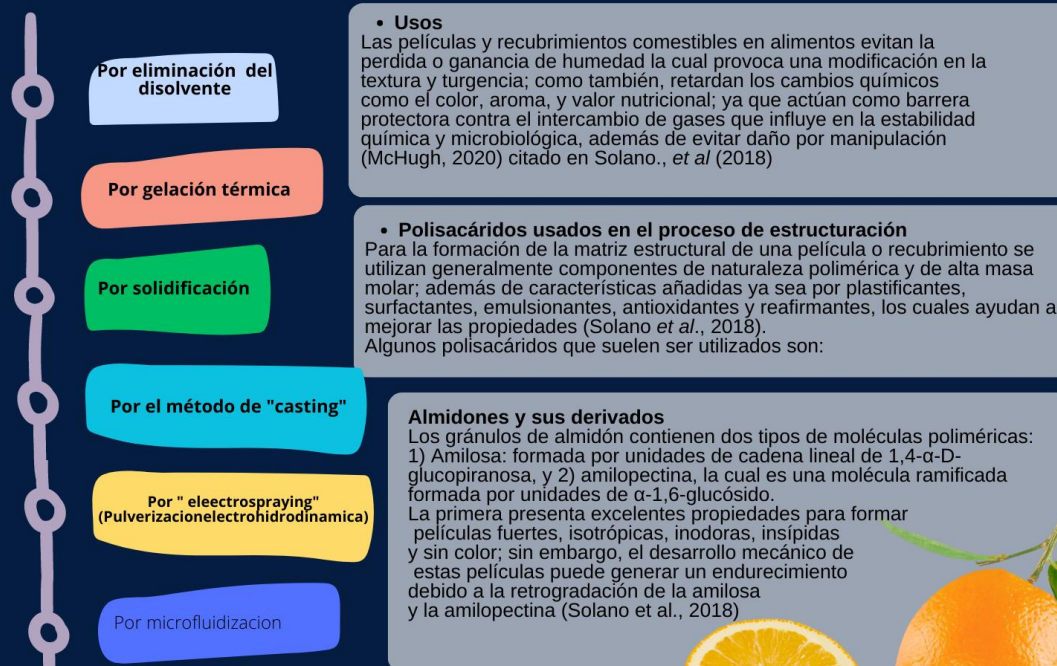 Por eliminación del
disolvente
Por gelación térmica
Por solidificación
Por el método de "casting"
Por " eleectrospraying"
(Pulverizacionelectrohidrodinamica)
Por microfluidizacion
• Usos
Las películas y recubrimientos comestibles en alimentos evitan la
perdida o ganancia de humedad la cual provoca una modificación en la
textura y turgencia; como también, retardan los cambios químicos
como el color, aroma, y valor nutricional; ya que actúan como barrera
protectora contra el intercambio de gases que influye en la estabilidad
química y microbiológica, además de evitar daño por manipulación
(McHugh, 2020) citado en Solano., et al (2018)
• Polisacáridos usados en el proceso de estructuración
Para la formación de la matriz estructural de una película o recubrimiento se
utilizan generalmente componentes de naturaleza polimérica y de alta masa
molar; además de características añadidas ya sea por plastificantes,
surfactantes, emulsionantes, antioxidantes y reafirmantes, los cuales ayudan a
mejorar las propiedades (Solano et al., 2018).
Algunos polisacáridos que suelen ser utilizados son:
Almidones y sus derivados
Los gránulos de almidón contienen dos tipos de moléculas poliméricas:
1) Amilosa: formada por unidades de cadena lineal de 1,4-α-D-
glucopiranosa, y 2) amilopectina, la cual es una molécula ramificada
formada por unidades de α-1,6-glucósido.
La primera presenta excelentes propiedades para formar
películas fuertes, isotrópicas, inodoras, insípidas
y sin color; sin embargo, el desarrollo mecánico de
estas películas puede generar un endurecimiento
debido a la retrogradación de la amilosa
y la amilopectina (Solano et al., 2018)